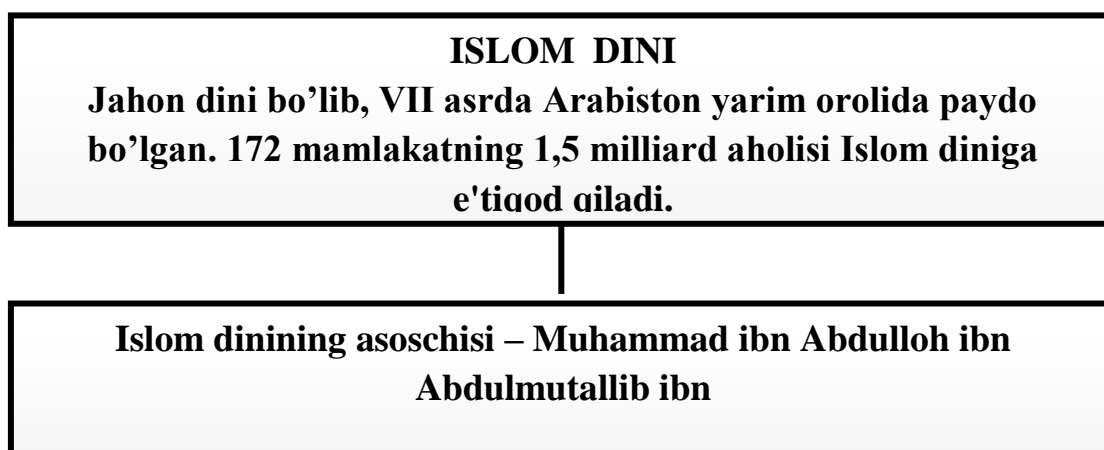 ISLOM DINI
Jahon dini bo’lib, VII asrda Arabiston yarim orolida paydo
bo’lgan. 172 mamlakatning 1,5 milliard aholisi Islom diniga
e'tiqod qiladi.
Islom dinining asoschisi – Muhammad ibn Abdulloh ibn
Abdulmutallib ibn